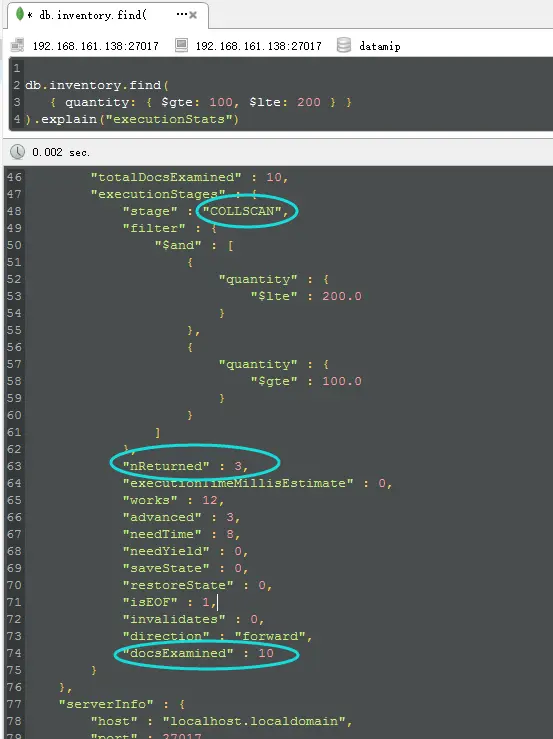 * db.inventory.find( ...
192.168.161.138:27017 192.168.161.138:27017 datamip
1
2 db.inventory.find(
3 { quantity: { $gte: 100, $lte: 200 } }
4 ).explain("executionStats")
0.002 sec.
46 "totalDocsExamined" : 10,
47 "executionStages" : {
48 "stage" : "COLLSCAN",
49 "filter" : {
50 "$and" : [
51 {
52 "quantity" : {
53 "$lte" : 200.0
54 }
55 },
56 {
57 "quantity" : {
58 "$gte" : 100.0
59 }
60 }
61 ]
62 },
63 "nReturned" : 3,
64 "executionTimeMillisEstimate" : 0,
65 "works" : 12,
66 "advanced" : 3,
67 "needTime" : 8,
68 "needYield" : 0,
69 "saveState" : 0,
70 "restoreState" : 0,
71 "isEOF" : 1,
72 "invalidates" : 0,
73 "direction" : "forward",
74 "docsExamined" : 10
75 }
76 },
77 "serverInfo" : {
78 "host" : "localhost.localdomain",
79 "port" : 27017,